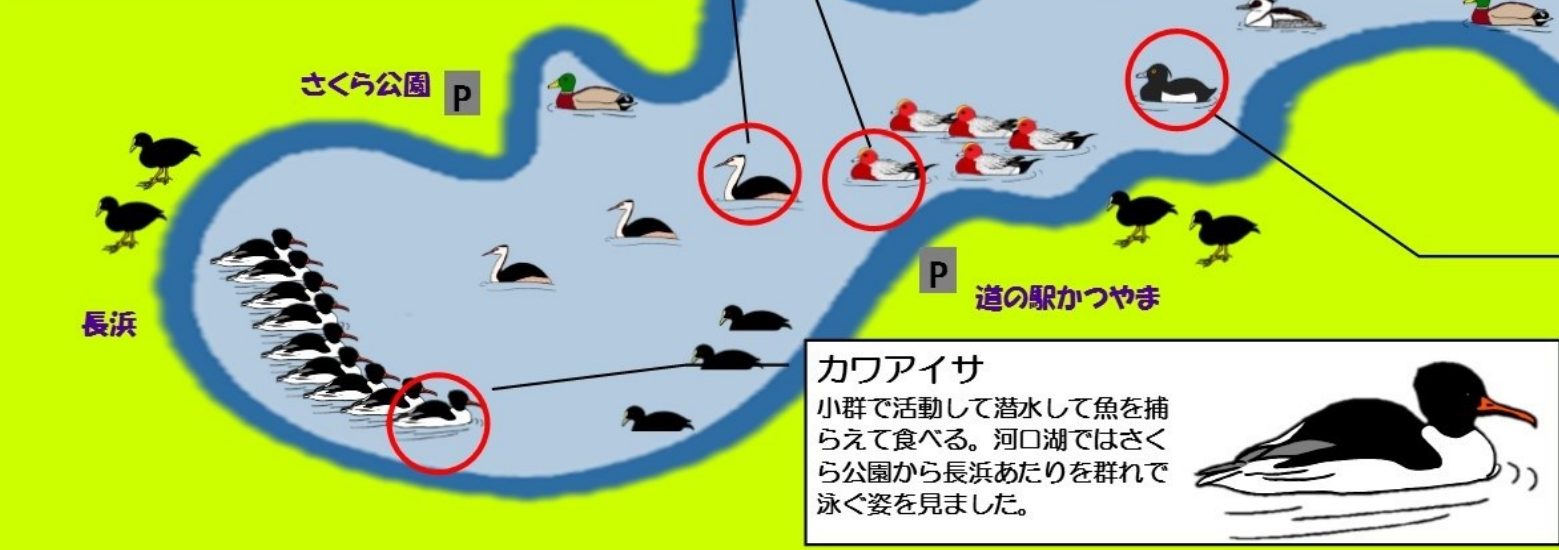 さくら公園
P
長浜
P
道の駅かつやま
カワアイサ
小群で活動して潜水して魚を捕
らえて食べる。河口湖ではさく
ら公園から長浜あたりを群れで
泳ぐ姿を見ました。